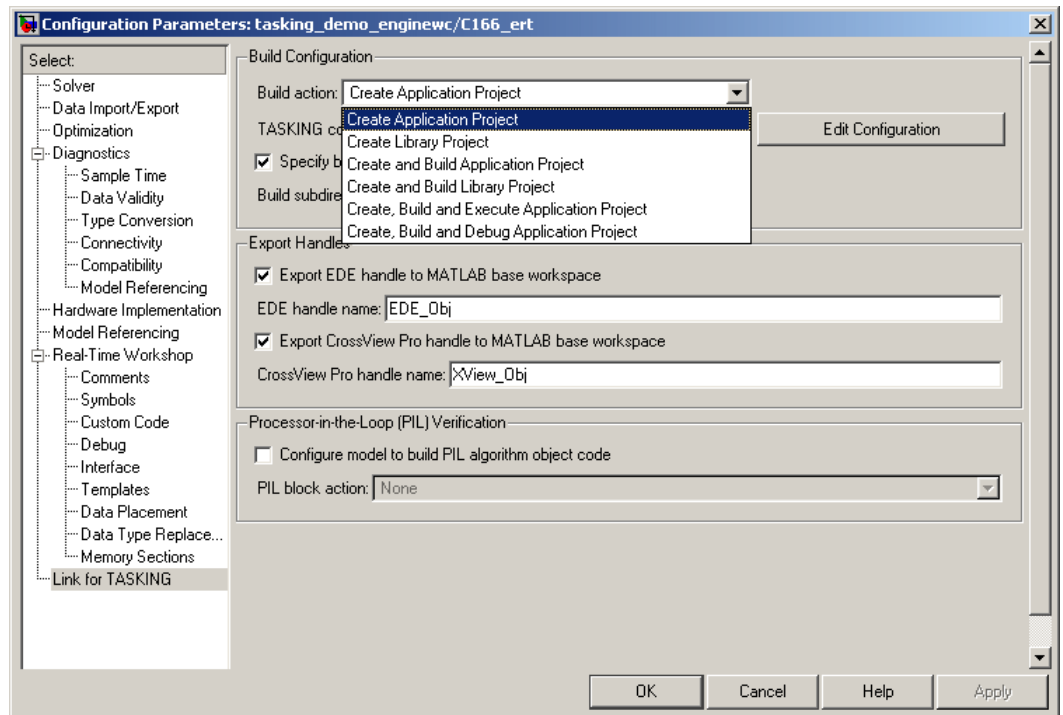 Configuration Parameters: tasking_demo_enginewc/C166_ert
Select:
Solver
Data Import/Export
Optimization
Diagnostics
Sample Time
Data Validity
Type Conversion
Connectivity
Compatibility
Model Referencing
Hardware Implementation
Model Referencing
Real-Time Workshop
Comments
Symbols
Custom Code
Debug
Interface
Templates
Data Placement
Data Type Replace...
Memory Sections
Link for TASKING
Build Configuration
Build action: Create Application Project
Create Application Project
Create Library Project
Create and Build Application Project
Create and Build Library Project
Create, Build and Execute Application Project
Create, Build and Debug Application Project
TASKING co
Edit Configuration
Specify b
Build subdire
Export Handles
Export EDE handle to MATLAB base workspace
EDE handle name: EDE_Obj
Export CrossView Pro handle to MATLAB base workspace
CrossView Pro handle name: XView_Obj
Processor-in-the-Loop (PIL) Verification
Configure model to build PIL algorithm object code
PIL block action: None
OK Cancel Help Apply